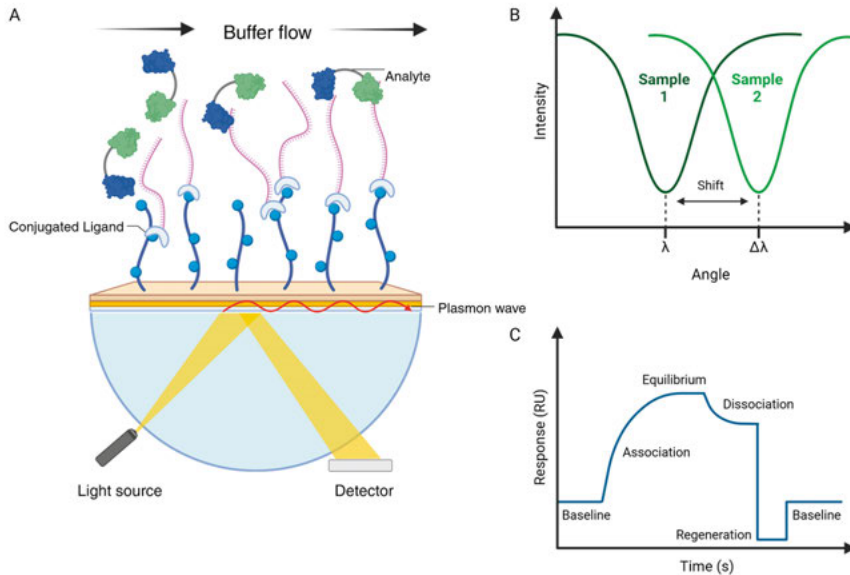 A
Buffer flow
Analyte
Conjugated Ligand
Plasmon wave
Light source
Detector
B
Intensity
Sample
1
Sample
2
Shift
λ
Δλ
Angle
C
Response (RU)
Equilibrium
Dissociation
Association
Baseline
Regeneration
Baseline
Time (s)